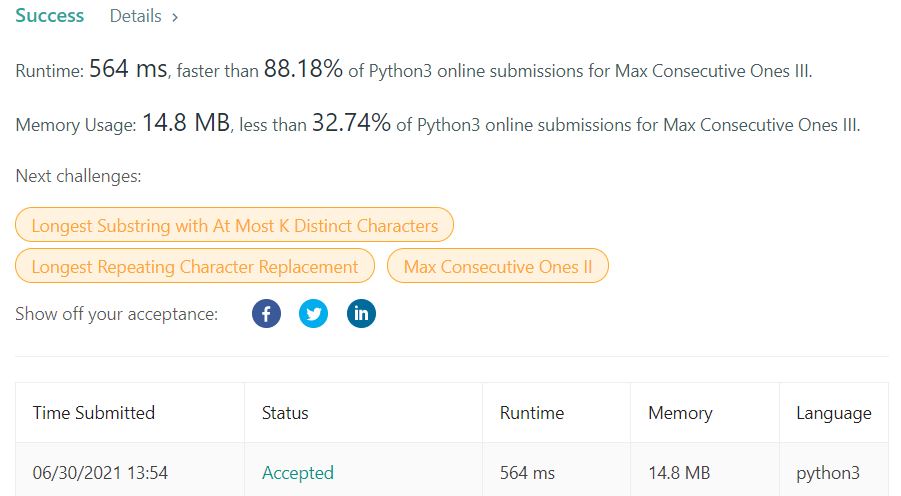 Success Details >
Runtime: 564 ms, faster than 88.18% of Python3 online submissions for Max Consecutive Ones III.
Memory Usage: 14.8 MB, less than 32.74% of Python3 online submissions for Max Consecutive Ones III.
Next challenges:
Longest Substring with At Most K Distinct Characters
Longest Repeating Character Replacement Max Consecutive Ones II
Show off your acceptance: f in
Time Submitted Status Runtime Memory Language
06/30/2021 13:54 Accepted 564 ms 14.8 MB python3